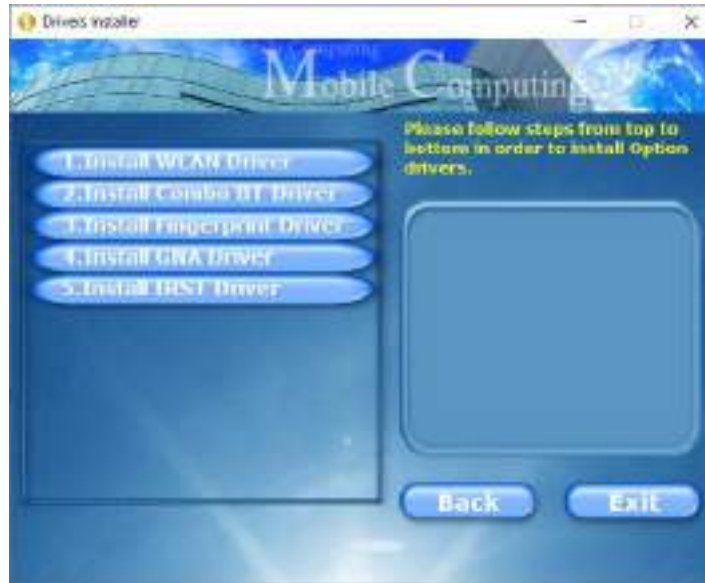 Drivers Installer
Mobile Computing
Please follow steps from top to
bottom in order to install Option
drivers.
1.Install WLAN Driver
2.Install Combo BT Driver
3.Install Fingerprint Driver
4.Install GNA Driver
5.Install IRST Driver
Back
Exit